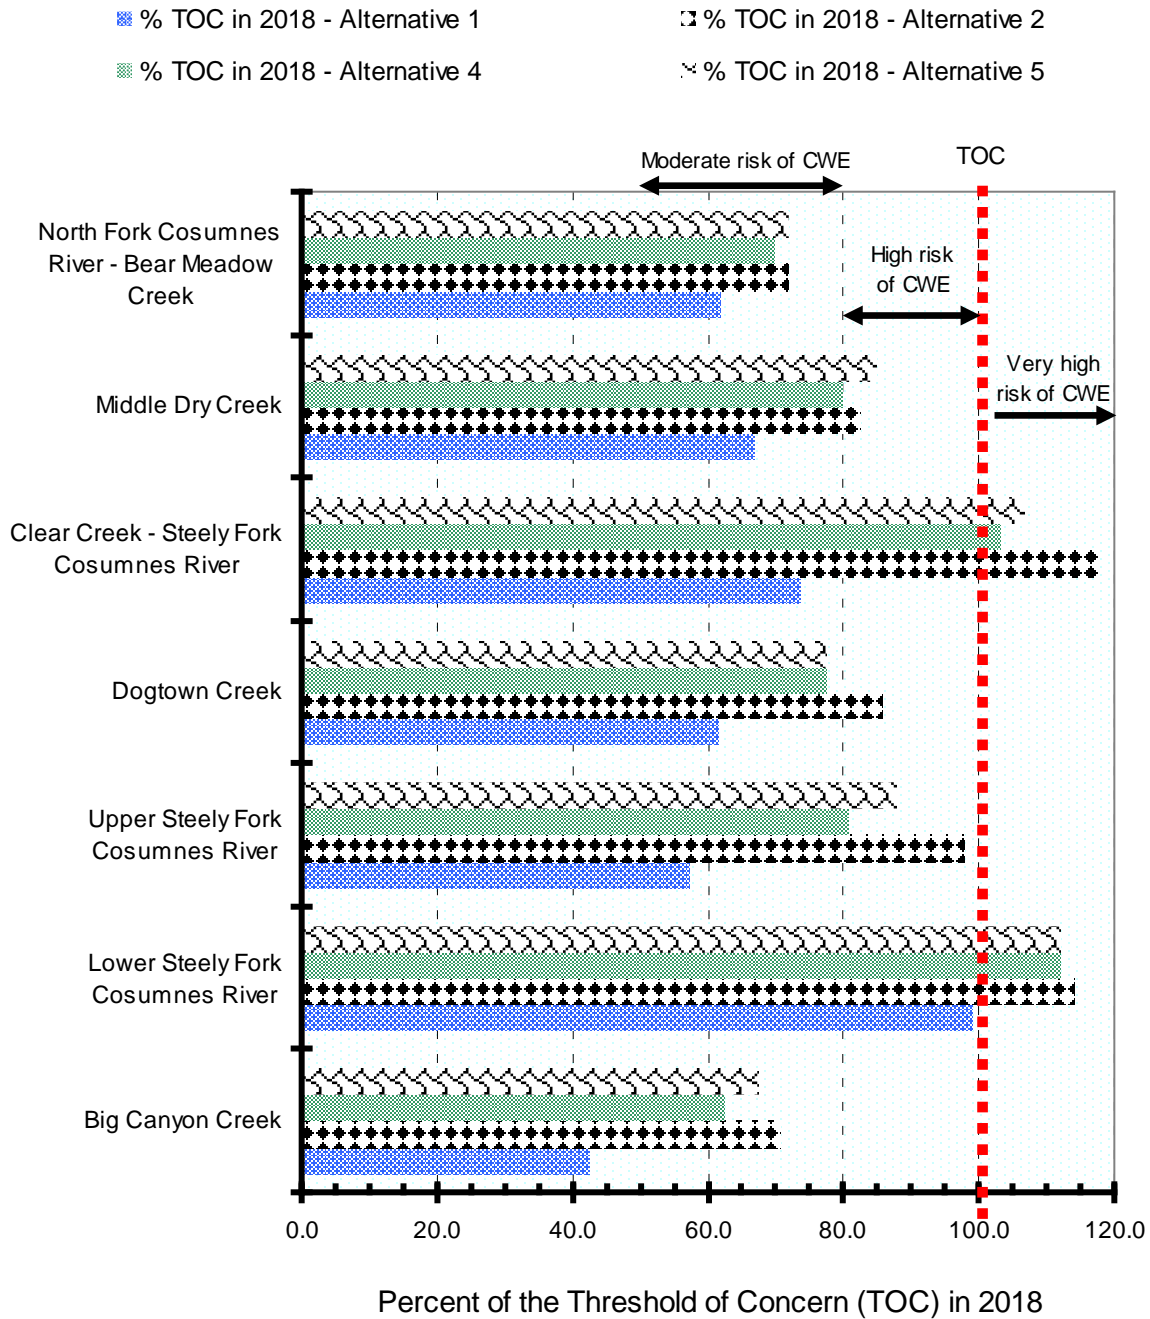 % TOC in 2018 - Alternative 1
% TOC in 2018 - Alternative 2
% TOC in 2018 - Alternative 4
% TOC in 2018 - Alternative 5
Moderate risk of CWE
TOC
High risk
of CWE
Very high
risk of CWE
North Fork Cosumnes
River - Bear Meadow
Creek
Middle Dry Creek
Clear Creek - Steely Fork
Cosumnes River
Dogtown Creek
Upper Steely Fork
Cosumnes River
Lower Steely Fork
Cosumnes River
Big Canyon Creek
0.0 20.0 40.0 60.0 80.0 100.0 120.0
Percent of the Threshold of Concern (TOC) in 2018